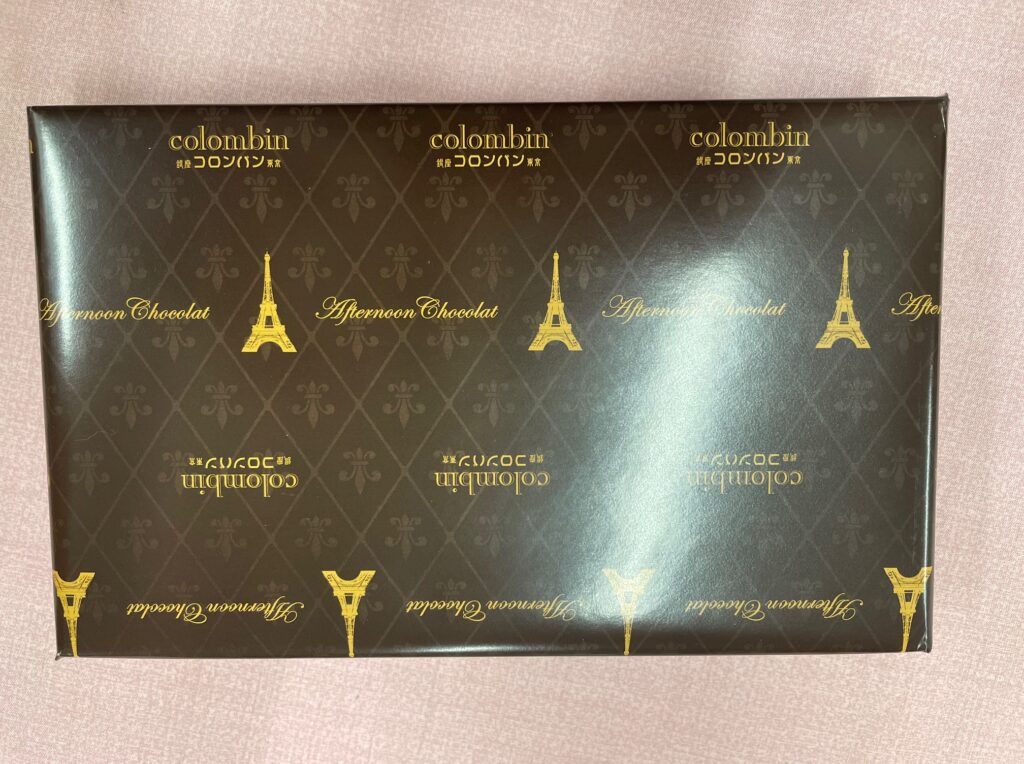 colombin colombin colombin
銀座 コロンバン 東京 銀座 コロンバン 東京 銀座 コロンバン 東京
Afternoon Chocolat Afternoon Chocolat Afternoon Chocolat After
銀座 コロンバン 東京 銀座 コロンバン 東京 銀座 コロンバン
colombin colombin colombin
Afternoon Chocolat Afternoon Chocolat Afternoon Chocolat